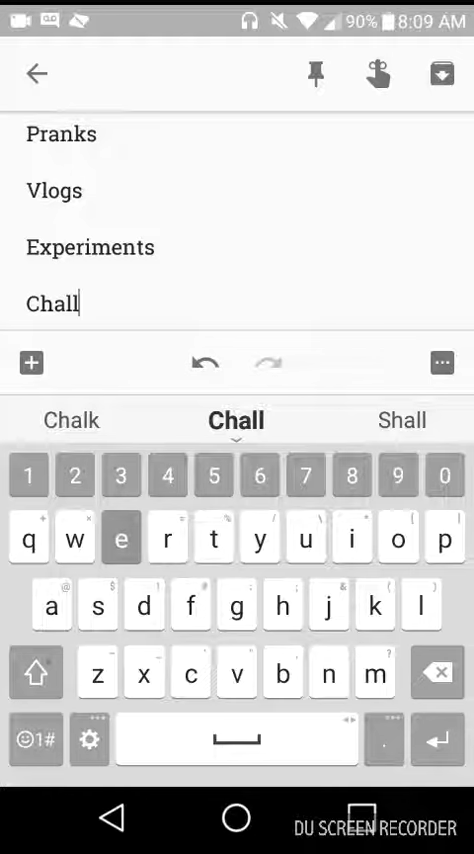 90% 8:09 AM
Pranks
Vlogs
Experiments
Chall
Chalk Chall Shall
1 2 3 4 5 6 7 8 9 0
q w e r t y u i o p
a s d f g h j k l
z x c v b n m
1# .
DU SCREEN RECORDER